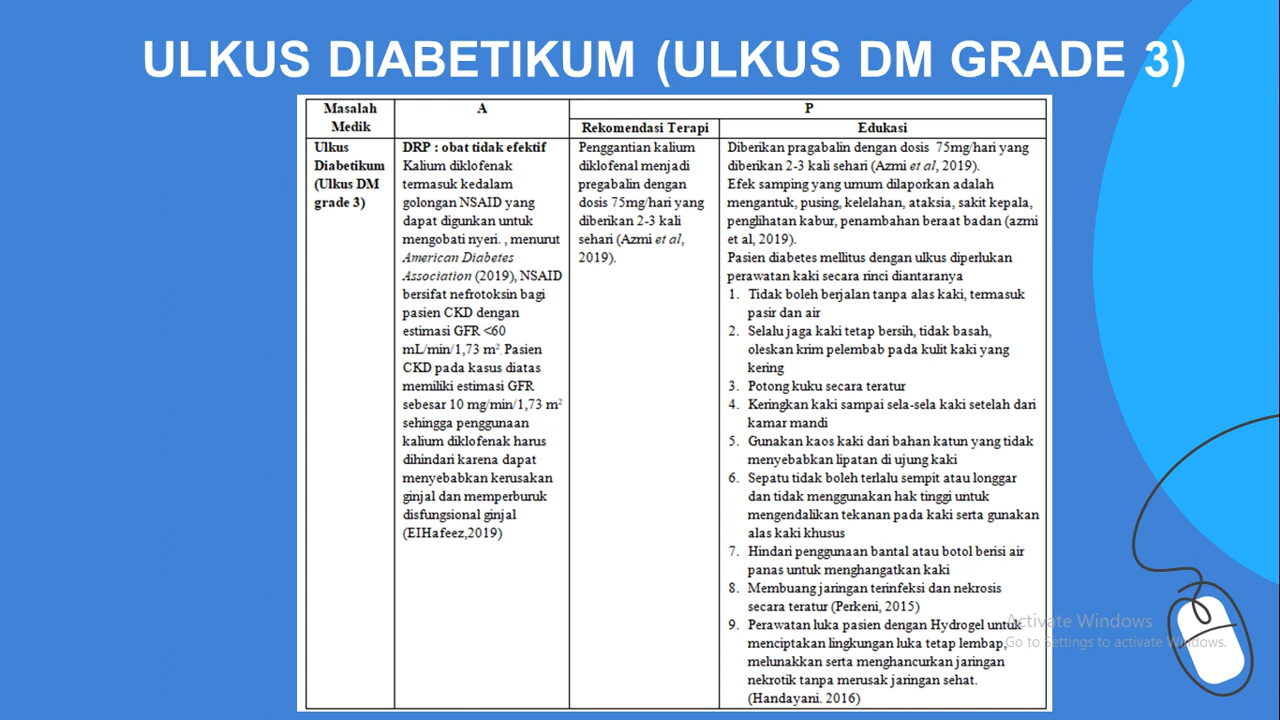 ULKUS DIABETIKUM (ULKUS DM GRADE 3)
Masalah
Medik
A
P
Rekomendasi Terapi
Edukasi
Ulkus
Diabetikum
(Ulkus DM
grade 3)
DRP : obat tidak efektif
Kalium diklofenak
termasuk kedalam
golongan NSAID yang
dapat digunkan untuk
mengobati nyeri. , menurut
American Diabetes
Association (2019), NSAID
bersifat nefrotoksin bagi
pasien CKD dengan
estimasi GFR <60
mL/min/1,73 m². Pasien
CKD pada kasus diatas
memiliki estimasi GFR
sebesar 10 mg/min/1,73 m²
sehingga penggunaan
kalium diklofenak harus
dihindari karena dapat
menyebabkan kerusakan
ginjal dan memperburuk
disfungsional ginjal
(EIHafeez,2019)
Penggantian kalium
diklofenal menjadi
pregabalin dengan
dosis 75mg/hari yang
diberikan 2-3 kali
sehari (Azmi et al,
2019).
Diberikan pragabalin dengan dosis 75mg/hari yang
diberikan 2-3 kali sehari (Azmi et al, 2019).
Efek samping yang umum dilaporkan adalah
mengantuk, pusing, kelelahan, ataksia, sakit kepala,
penglihatan kabur, penambahan beraat badan (azmi
et al, 2019).
Pasien diabetes mellitus dengan ulkus diperlukan
perawatan kaki secara rinci diantaranya
1. Tidak boleh berjalan tanpa alas kaki, termasuk
pasir dan air
2. Selalu jaga kaki tetap bersih, tidak basah,
oleskan krim pelembab pada kulit kaki yang
kering
3. Potong kuku secara teratur
4. Keringkan kaki sampai sela-sela kaki setelah dari
kamar mandi
5. Gunakan kaos kaki dari bahan katun yang tidak
menyebabkan lipatan di ujung kaki
6. Sepatu tidak boleh terlalu sempit atau longgar
dan tidak menggunakan hak tinggi untuk
mengendalikan tekanan pada kaki serta gunakan
alas kaki khusus
7. Hindari penggunaan bantal atau botol berisi air
panas untuk menghangatkan kaki
8. Membuang jaringan terinfeksi dan nekrosis
secara teratur (Perkeni, 2015)
9. Perawatan luka pasien dengan Hydrogel untuk
menciptakan lingkungan luka tetap lembap,
melunakkan serta menghancurkan jaringan
nekrotik tanpa merusak jaringan sehat.
(Handayani. 2016)
Activate Windows
Go to Settings to activate Windows.